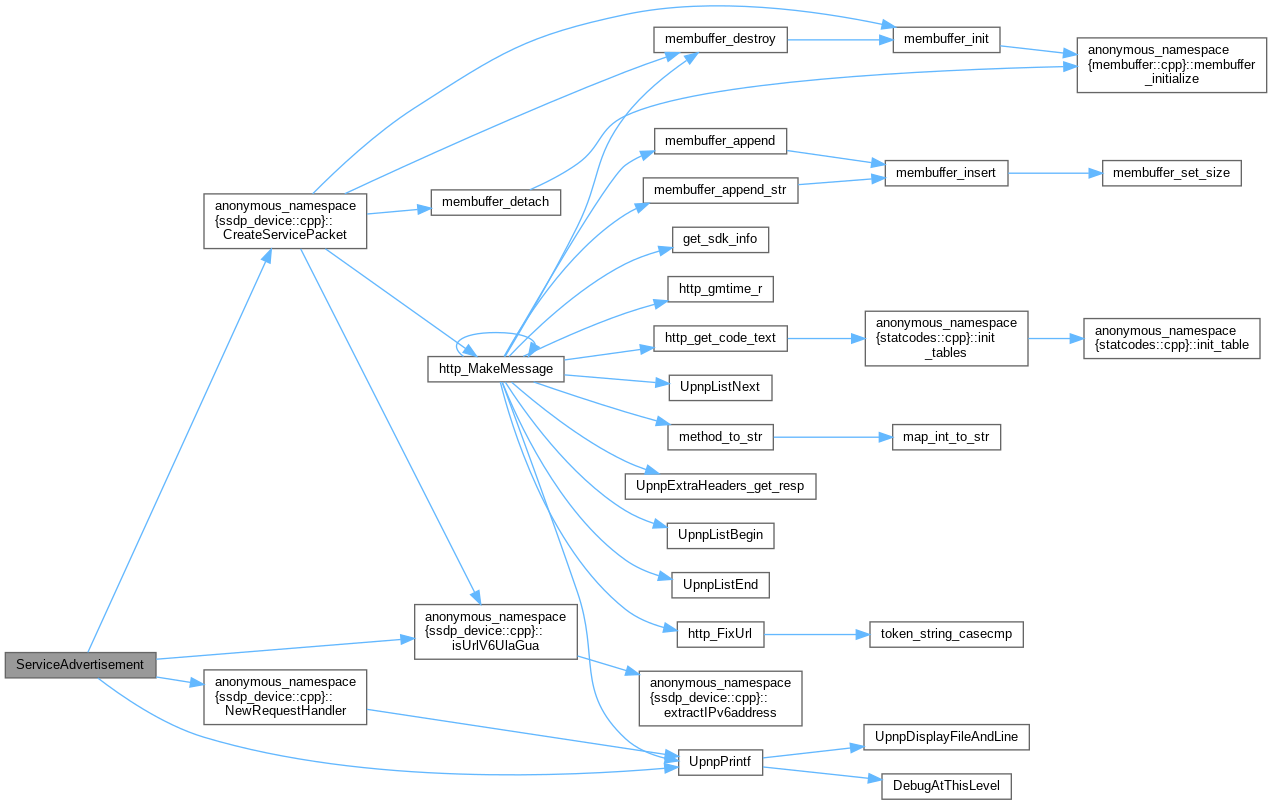 membuffer_destroy
membuffer_init
anonymous_namespace
{membuffer::cpp}::membuffer
_initialize
membuffer_append
membuffer_insert
membuffer_set_size
membuffer_append_str
anonymous_namespace
{ssdp_device::cpp}::
CreateServicePacket
membuffer_detach
get_sdk_info
http_gmtime_r
http_get_code_text
anonymous_namespace
{statcodes::cpp}::init
_tables
anonymous_namespace
{statcodes::cpp}::init_table
http_MakeMessage
UpnpListNext
method_to_str
map_int_to_str
UpnpExtraHeaders_get_resp
UpnpListBegin
UpnpListEnd
http_FixUrl
token_string_casecmp
anonymous_namespace
{ssdp_device::cpp}::
isUrlV6UlaGua
ServiceAdvertisement
anonymous_namespace
{ssdp_device::cpp}::
NewRequestHandler
anonymous_namespace
{ssdp_device::cpp}::
extractIPv6address
UpnpPrintf
UpnpDisplayFileAndLine
DebugAtThisLevel